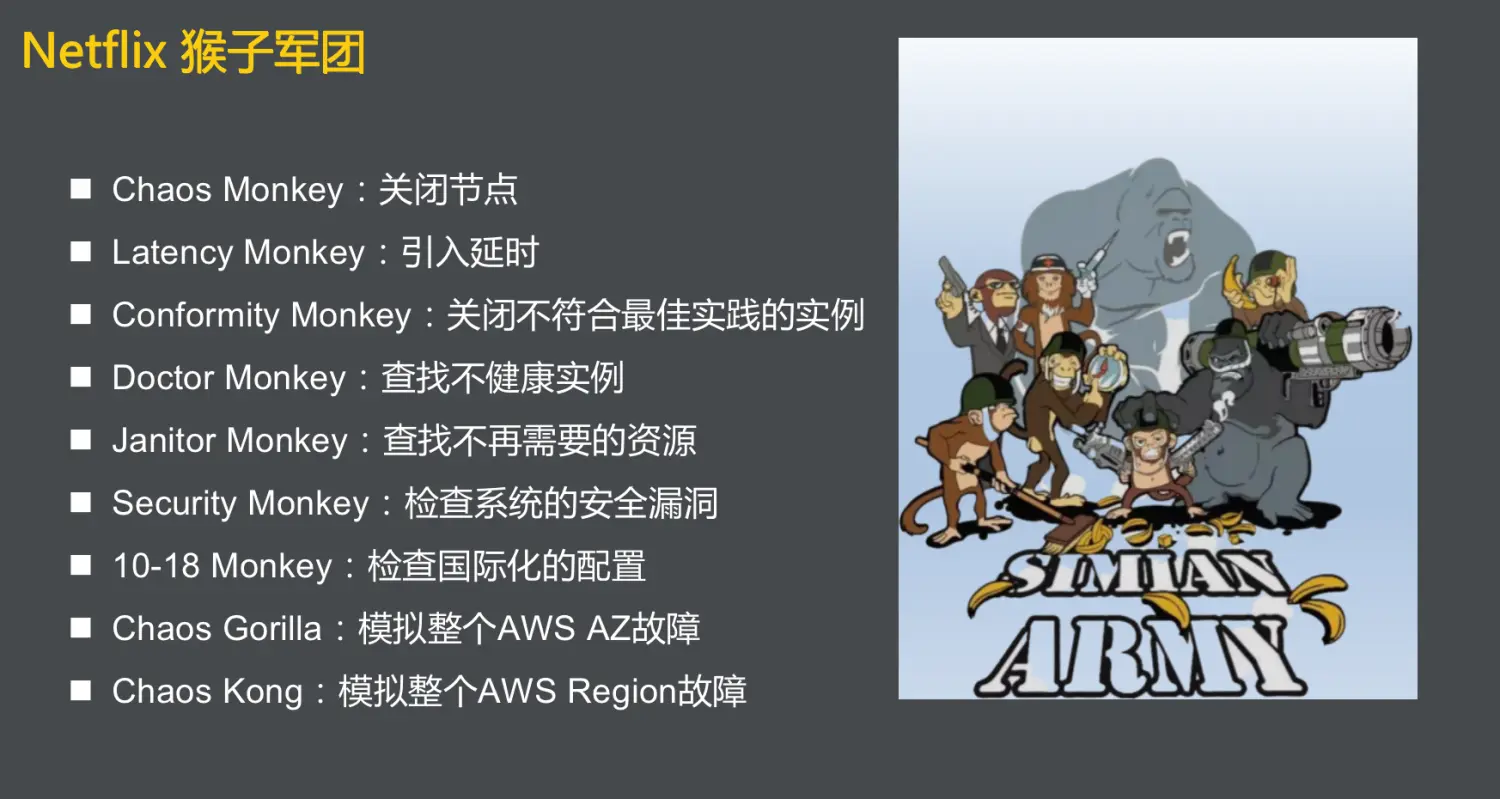 Netflix 猴子军团
Chaos Monkey：关闭节点
Latency Monkey：引入延时
Conformity Monkey：关闭不符合最佳实践的实例
Doctor Monkey：查找不健康实例
Janitor Monkey：查找不再需要的资源
Security Monkey：检查系统的安全漏洞
10-18 Monkey：检查国际化的配置
Chaos Gorilla：模拟整个AWS AZ故障
Chaos Kong：模拟整个AWS Region故障
SIMIAN
ARMY